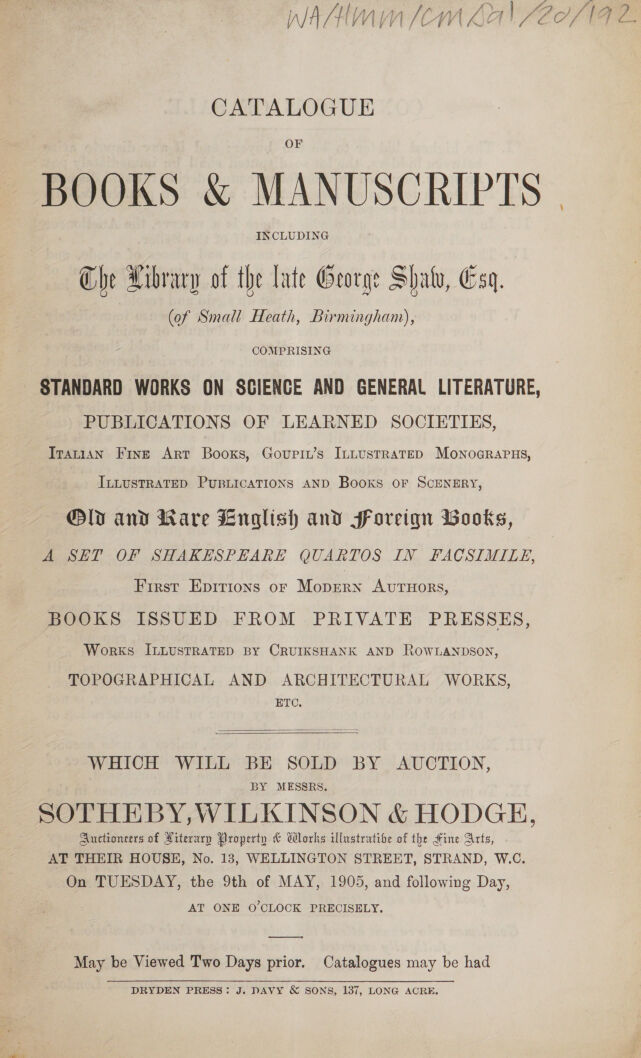 WA/HMM/CM/Sal/20/192
CATALOGUE
OF
BOOKS & MANUSCRIPTS
INCLUDING
The Library of the late George Shaw, Esq.
(of Small Heath, Birmingham),
COMPRISING
STANDARD WORKS ON SCIENCE AND GENERAL LITERATURE,
PUBLICATIONS OF LEARNED SOCIETIES,
Italian Fine Art Books, Goupil's Illustrated Monographs,
Illustrated Publications and Books of Scenery,
Old and Rare English and Foreign Books,
A SET OF SHAKESPEARE QUARTOS IN FACSIMILE,
First Editions of Modern Authors,
BOOKS ISSUED FROM PRIVATE PRESSES,
Works Illustrated by Cruikshank and Rowlandson,
TOPOGRAPHICAL AND ARCHITECTURAL WORKS,
ETC.
WHICH WILL BE SOLD BY AUCTION,
BY MESSRS.
SOTHEBY, WILKINSON & HODGE,
Auctioneers of Literary Property & Works illustrative of the Fine Arts,
AT THEIR HOUSE, No. 13, WELLINGTON STREET, STRAND, W.C.
On TUESDAY, the 9th of MAY, 1905, and following Day,
AT ONE O'CLOCK PRECISELY.
May be Viewed Two Days prior. Catalogues may be had
DRYDEN PRESS: J. DAVY & SONS, 137, LONG ACRE.